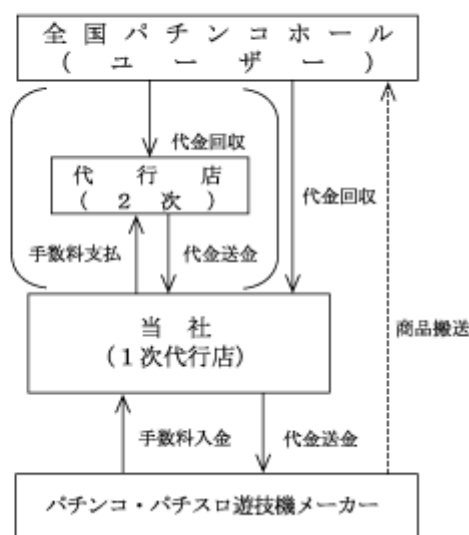 全国パチンコホール
(ユーザー)
代金回収
代行店
(2次)
代金回収
手数料支払
代金送金
当社
(1次代行店)
商品搬送
手数料入金
代金送金
パチンコ・パチスロ遊技機メーカー